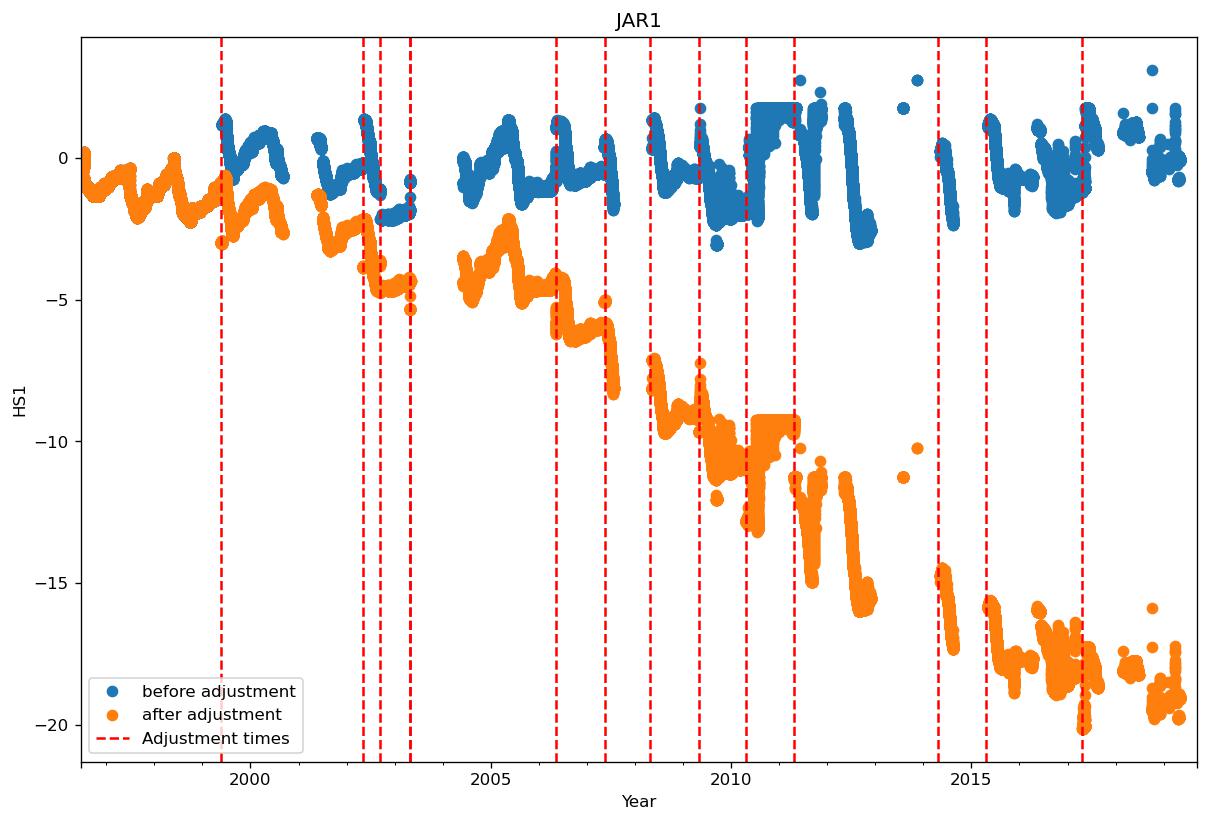 JAR1
HS1
0
−5
−10
−15
−20
before adjustment
after adjustment
Adjustment times
2000
2005
2010
2015
Year